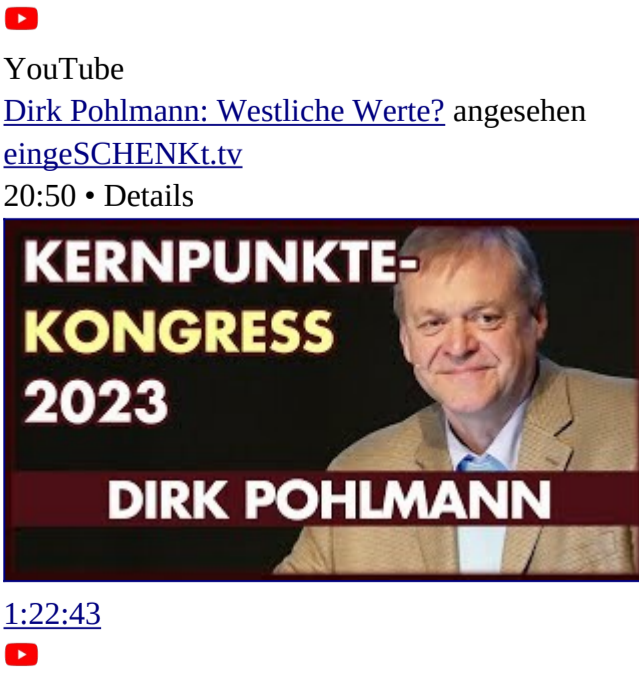 YouTube
Dirk Pohlmann: Westliche Werte? angesehen
eingeSCHENKt.tv
20:50 • Details
KERNPUNKTE-
KONGRESS
2023
DIRK POHLMANN
1:22:43